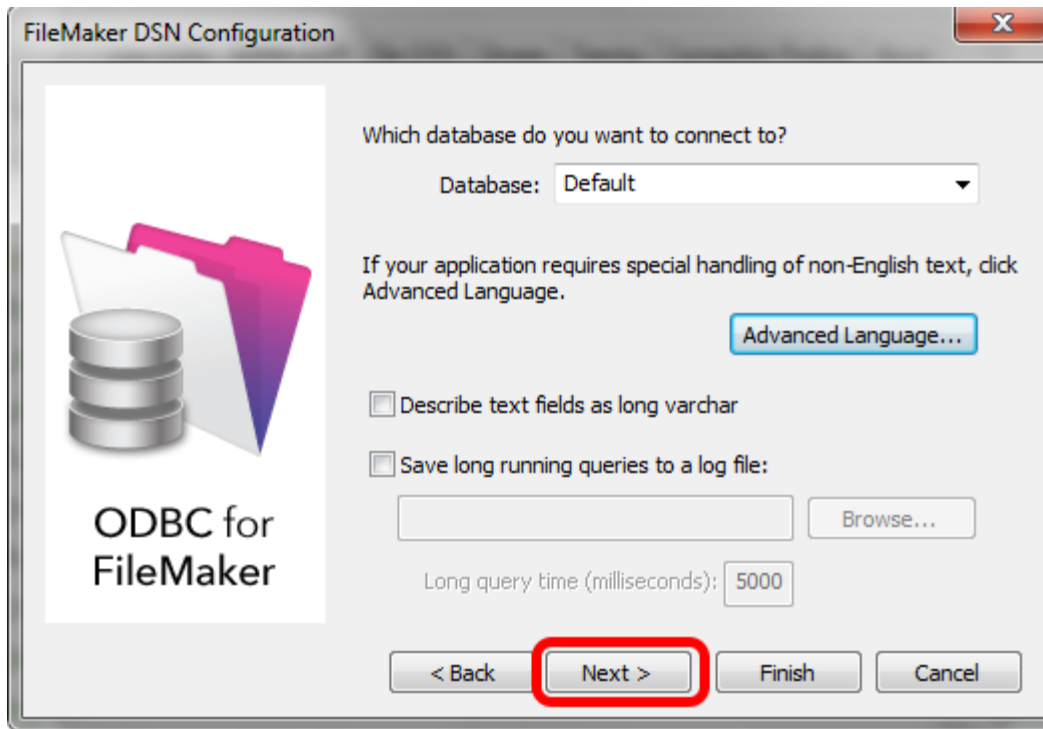 FileMaker DSN Configuration
Which database do you want to connect to?
Database: Default
If your application requires special handling of non-English text, click
Advanced Language.
Advanced Language...
Describe text fields as long varchar
Save long running queries to a log file:
Browse...
Long query time (milliseconds): 5000
ODBC for
FileMaker
< Back Next > Finish Cancel